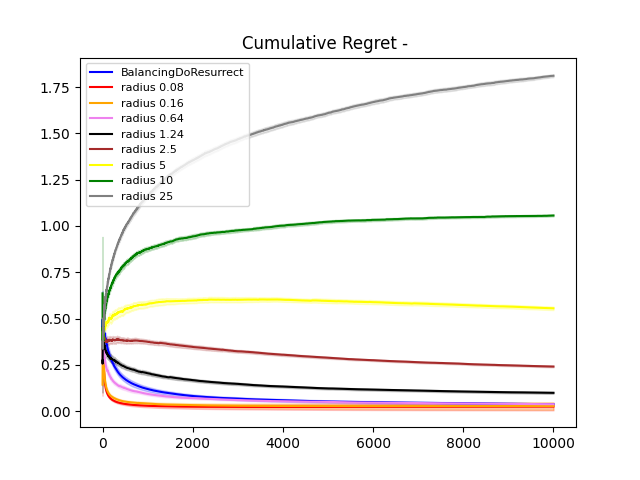 Cumulative Regret -
BalancingDoResurrect
radius 0.08
radius 0.16
radius 0.64
radius 1.24
radius 2.5
radius 5
radius 10
radius 25
1.75
1.50
1.25
1.00
0.75
0.50
0.25
0.00
0 2000 4000 6000 8000 10000